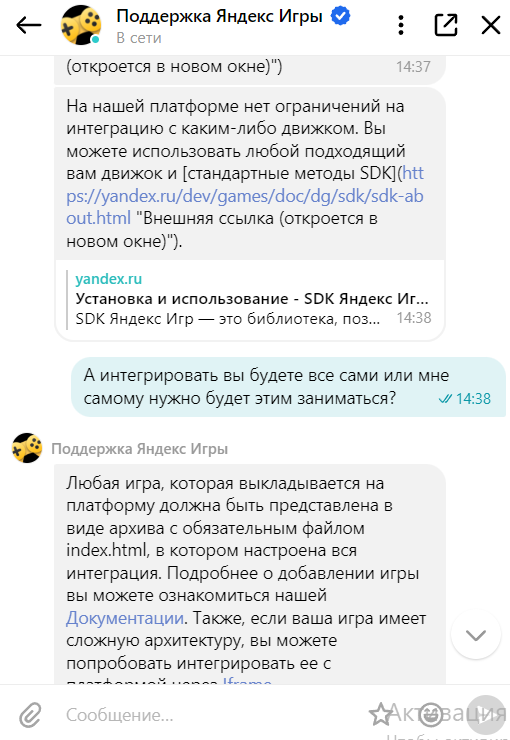 Поддержка Яндекс Игры
В сети
(откроется в новом окне)")
14:37
На нашей платформе нет ограничений на
интеграцию с каким-либо движком. Вы
можете использовать любой подходящий
вам движок и [стандартные методы SDK](htt
ps://yandex.ru/dev/games/doc/dg/sdk/sdk-ab
out.html "Внешняя ссылка (откроется в
новом окне)").
yandex.ru
Установка и использование - SDK Яндекс Иг...
SDK Яндекс Игр — это библиотека, поз...
14:38
А интегрировать вы будете все сами или мне
самому нужно будет этим заниматься?
14:38
Поддержка Яндекс Игры
Любая игра, которая выкладывается на
платформу должна быть представлена в
виде архива с обязательным файлом
index.html, в котором настроена вся
интеграция. Подробнее о добавлении игры
вы можете ознакомиться нашей
Документации. Также, если ваша игра имеет
сложную архитектуру, вы можете
попробовать интегрировать ее с
платформой через Iframe
Сообщение...
Активация
Чтобы активир